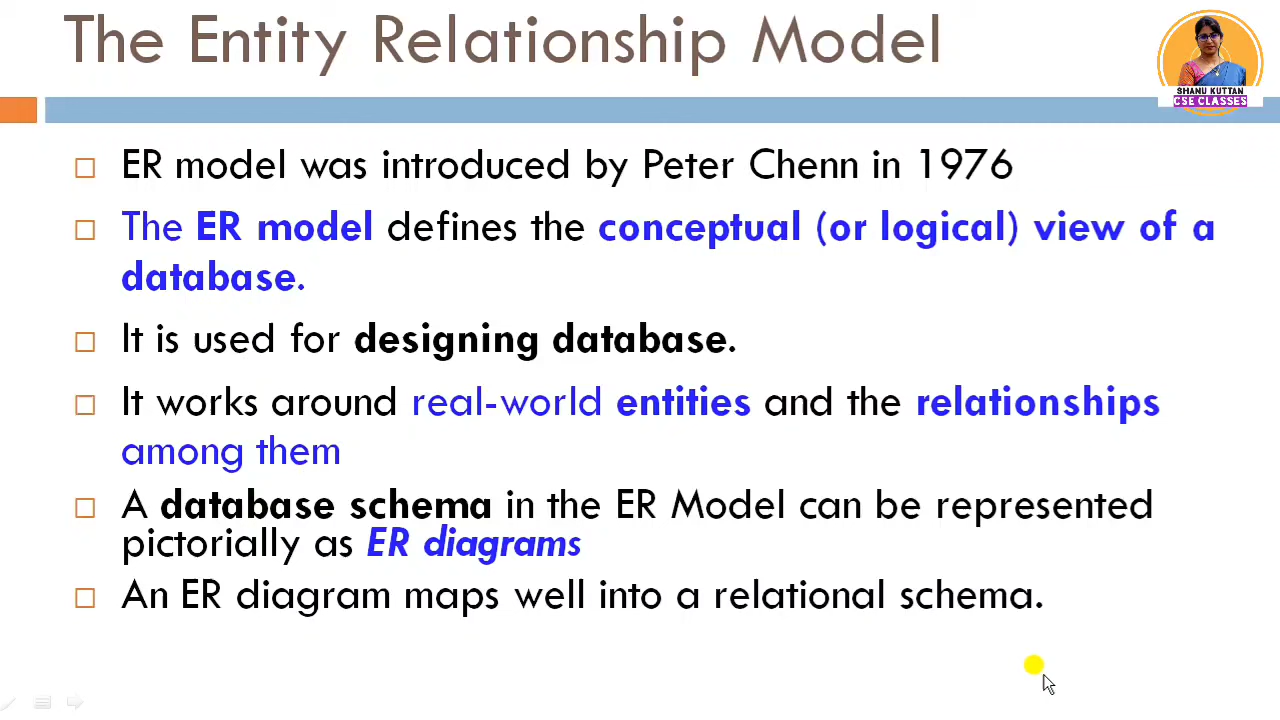 The Entity Relationship Model
SHANU KUTTAN
CSE CLASSES
ER model was introduced by Peter Chenn in 1976
The ER model defines the conceptual (or logical) view of a
database.
It is used for designing database.
It works around real-world entities and the relationships
among them
A database schema in the ER Model can be represented
pictorially as ER diagrams
An ER diagram maps well into a relational schema.